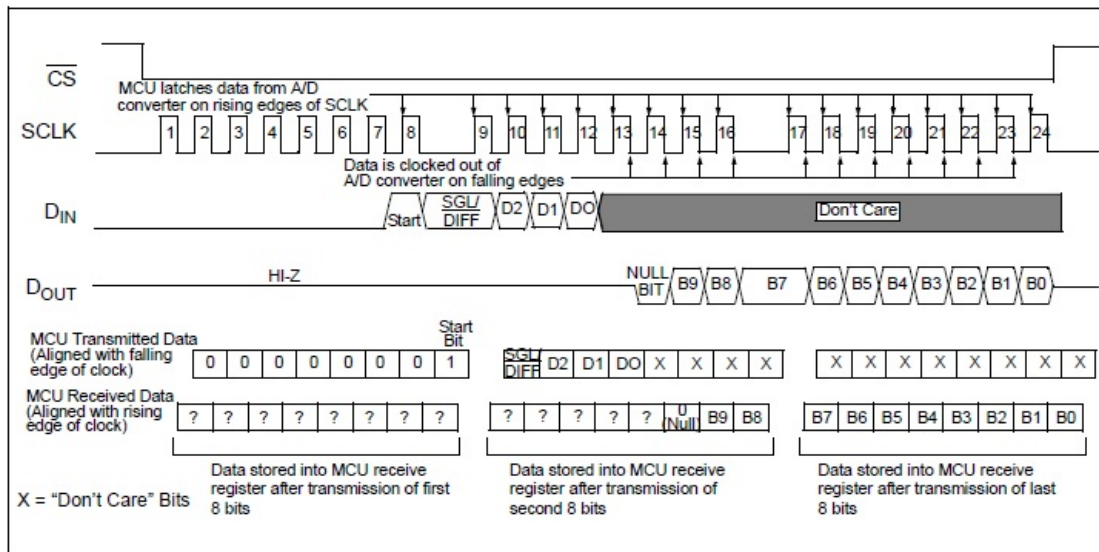 CS
MCU latches data from A/D
converter on rising edges of SCLK
SCLK
1 2 3 4 5 6 7 8 9 10 11 12 13 14 15 16 17 18 19 20 21 22 23 24
Data is clocked out of
A/D converter on falling edges
DIN
Start
SGL/
DIFF
D2 D1 DO
Don't Care
HI-Z
DOUT
NULL
BIT
B9 B8 B7 B6 B5 B4 B3 B2 B1 B0
MCU Transmitted Data
(Aligned with falling
edge of clock)
Start
Bit
0 0 0 0 0 0 0 1
SGL/
DIFF
D2 D1 DO X X X X
X X X X X X X X
MCU Received Data
(Aligned with rising
edge of clock)
? ? ? ? ? ? ? ?
? ? ? ? ? 0
(Null)
B9 B8
B7 B6 B5 B4 B3 B2 B1 B0
X = “Don't Care” Bits
Data stored into MCU receive
register after transmission of first
8 bits
Data stored into MCU receive
register after transmission of
second 8 bits
Data stored into MCU receive
register after transmission of last
8 bits